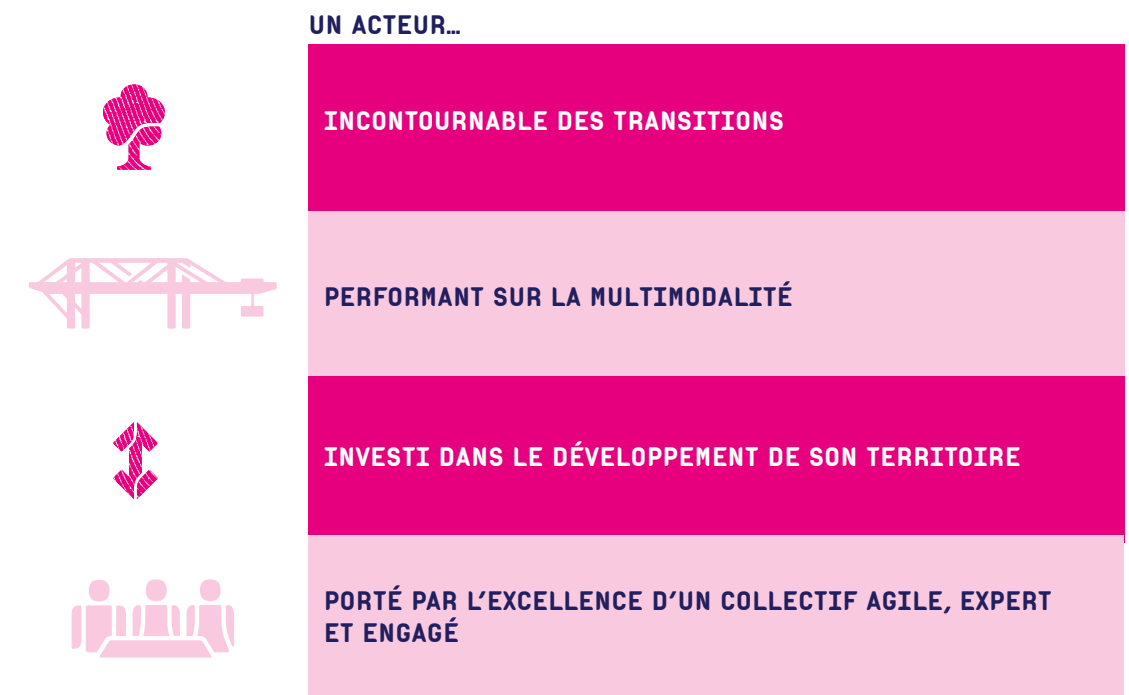 UN ACTEUR…
INCONTOURNABLE DES TRANSITIONS
PERFORMANT SUR LA MULTIMODALITÉ
INVESTI DANS LE DÉVELOPPEMENT DE SON TERRITOIRE
PORTÉ PAR L’EXCELLENCE D’UN COLLECTIF AGILE, EXPERT
ET ENGAGÉ